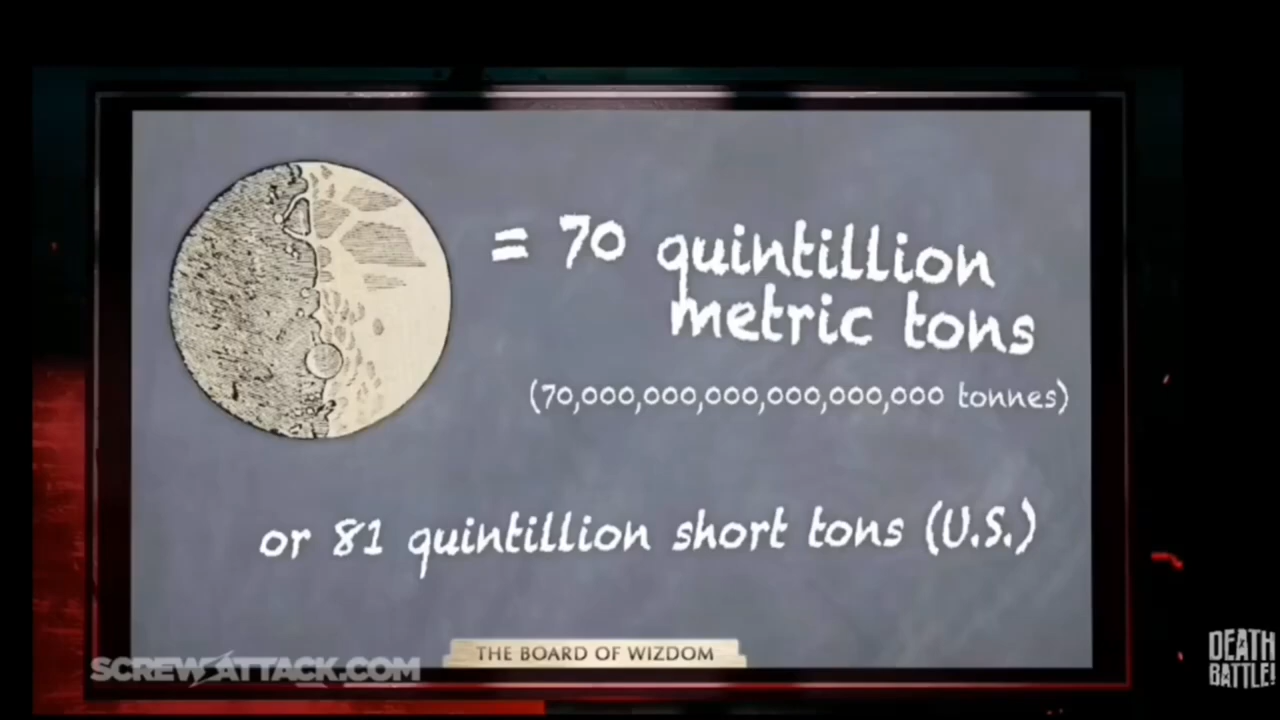 = 70 quintillion
metric tons
(70,000,000,000,000,000,000 tonnes)
or 81 quintillion short tons (U.S.)
THE BOARD OF WIZDOM
SCREWATTACK.COM
DEATH
BATTLE!